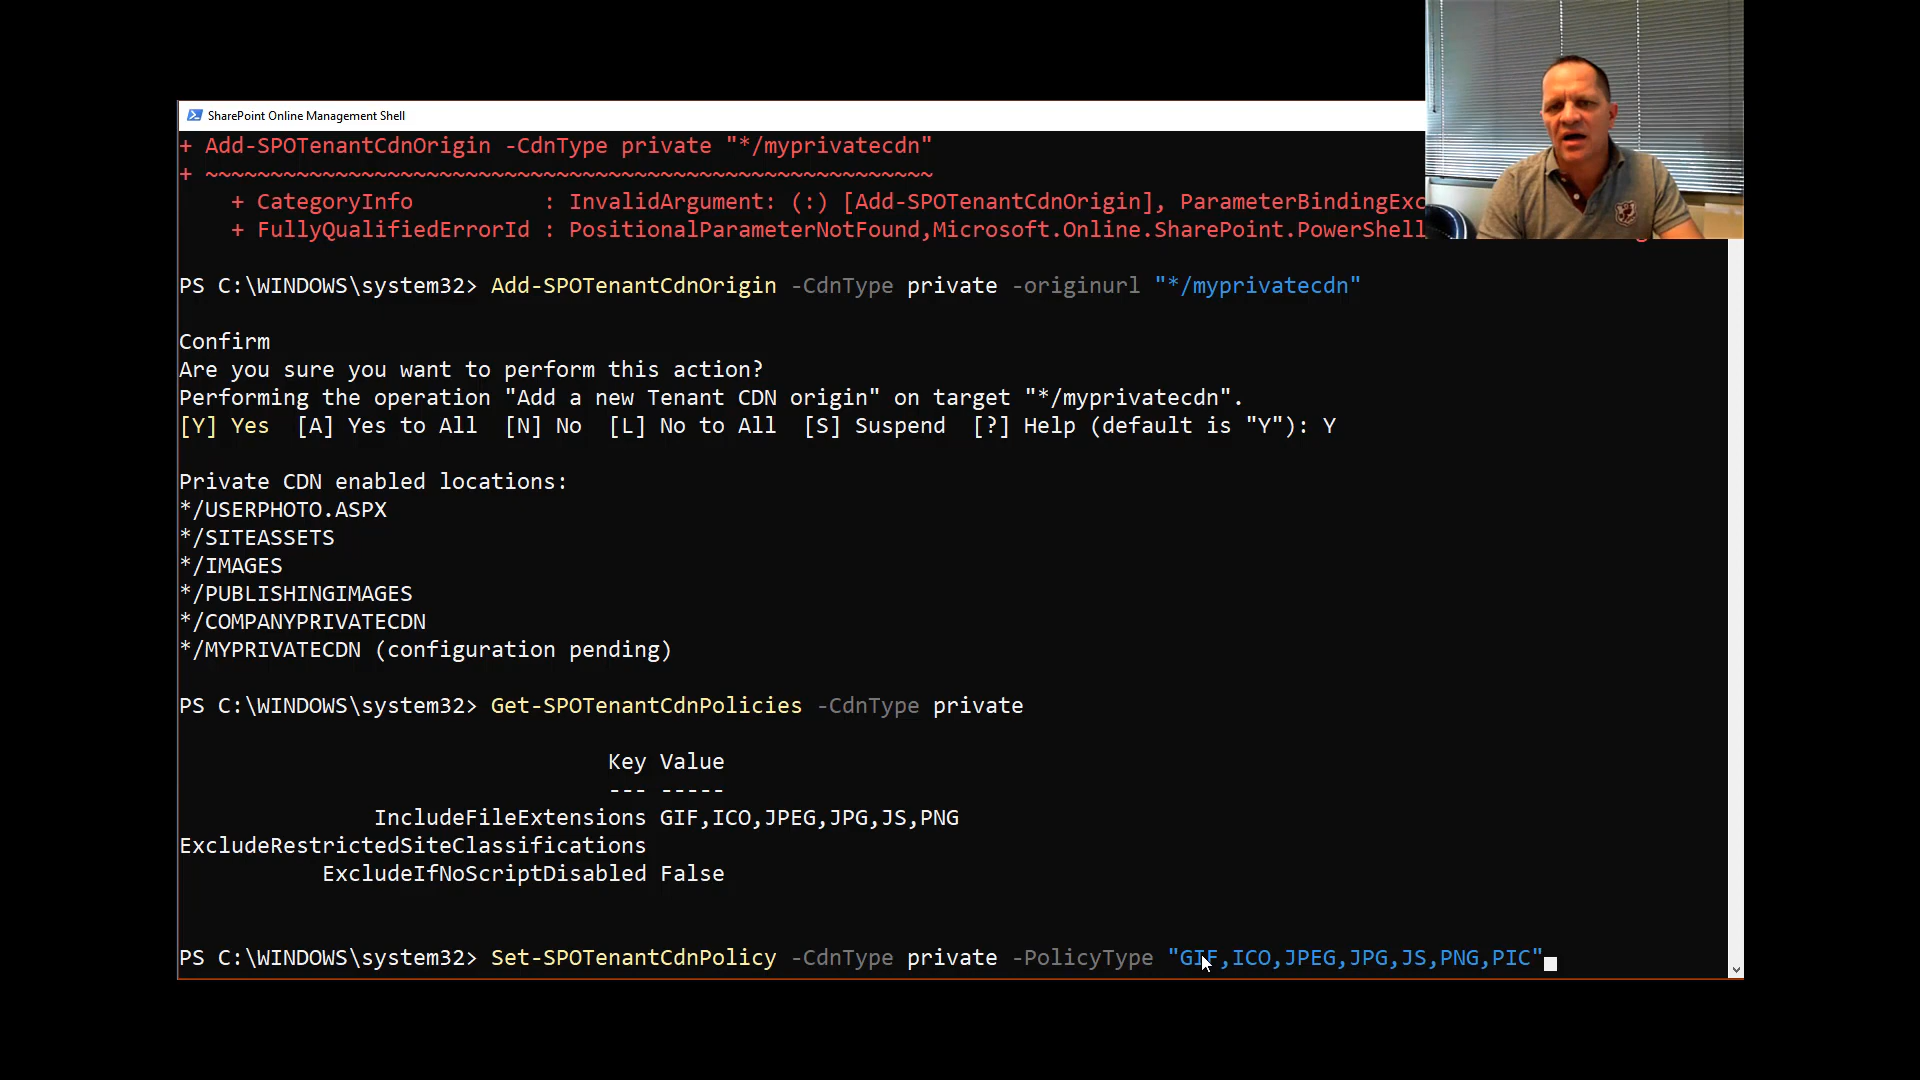 SharePoint Online Management Shell
+ Add-SPOTenantCdnOrigin -CdnType private "*/myprivatecdn"
+ ~~~~~~~~~~~~~~~~~~~~~~~~~~~~~~~~~~~~~~~~~~~~~~~~~~~~~~~~
+ CategoryInfo : InvalidArgument: (:) [Add-SPOTenantCdnOrigin], ParameterBindingExc
+ FullyQualifiedErrorId : PositionalParameterNotFound,Microsoft.Online.SharePoint.PowerShell
PS C:\WINDOWS\system32> Add-SPOTenantCdnOrigin -CdnType private -originurl "*/myprivatecdn"
Confirm
Are you sure you want to perform this action?
Performing the operation "Add a new Tenant CDN origin" on target "*/myprivatecdn".
[Y] Yes [A] Yes to All [N] No [L] No to All [S] Suspend [?] Help (default is "Y"): Y
Private CDN enabled locations:
*/USERPHOTO.ASPX
*/SITEASSETS
*/IMAGES
*/PUBLISHINGIMAGES
*/COMPANYPRIVATECDN
*/MYPRIVATECDN (configuration pending)
PS C:\WINDOWS\system32> Get-SPOTenantCdnPolicies -CdnType private
Key Value
--- -----
IncludeFileExtensions GIF,ICO,JPEG,JPG,JS,PNG
ExcludeRestrictedSiteClassifications
ExcludeIfNoScriptDisabled False
PS C:\WINDOWS\system32> Set-SPOTenantCdnPolicy -CdnType private -PolicyType "GIF,ICO,JPEG,JPG,JS,PNG,PIC"